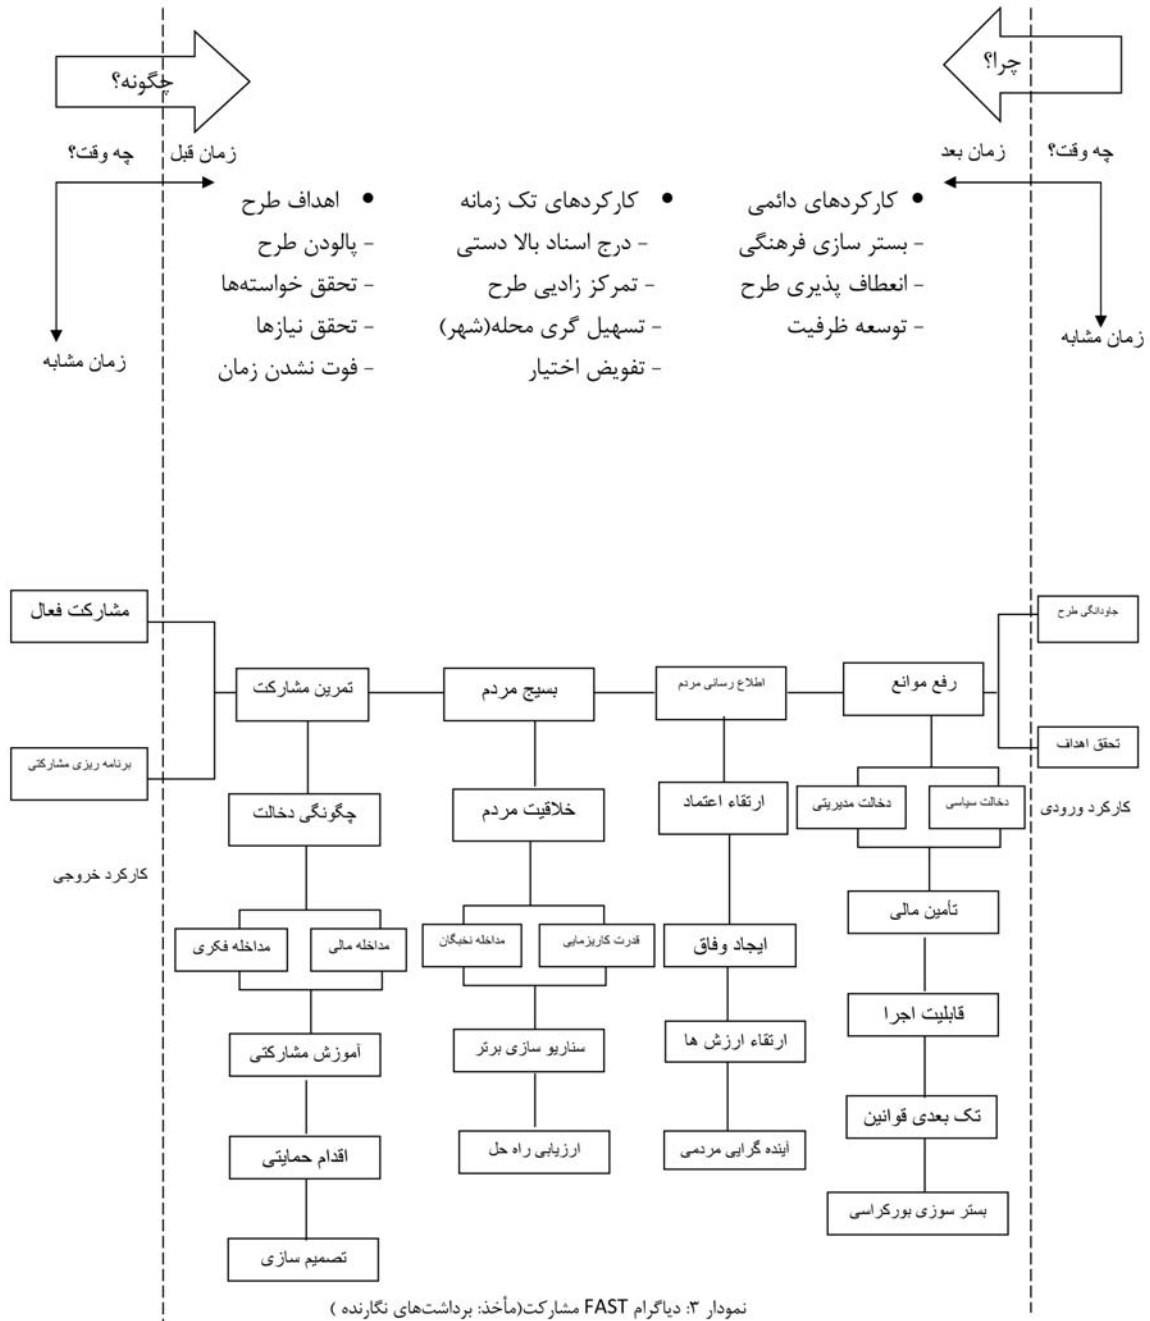 چرا؟
چگونه؟
چه وقت؟
زمان بعد
زمان قبل
چه وقت؟
• کارکردهای دائمی
- بستر سازی فرهنگی
- انعطاف پذیری طرح
- توسعه ظرفیت
• کارکردهای تک زمانه
- درج اسناد بالا دستی
- تمرکز زادیی طرح
- تسهیل گری محله(شهر)
- تفویض اختیار
• اهداف طرح
- پالودن طرح
- تحقق خواسته‌ها
- تحقق نیازها
- فوت نشدن زمان
زمان مشابه
زمان مشابه
جاودانگی طرح
تحقق اهداف
کارکرد ورودی
رفع موانع
دخالت سیاسی
دخالت مدیریتی
تأمین مالی
قابلیت اجرا
تک بعدی قوانین
بستر سوزی بورکراسی
اطلاع رسانی مردم
ارتقاء اعتماد
ایجاد وفاق
ارتقاء ارزش ها
آینده گرایی مردمی
بسیج مردم
خلاقیت مردم
قدرت کاریزمایی
مداخله نخبگان
سناریو سازی برتر
ارزیابی راه حل
تمرین مشارکت
چگونگی دخالت
مداخله مالی
مداخله فکری
آموزش مشارکتی
اقدام حمایتی
تصمیم سازی
مشارکت فعال
برنامه ریزی مشارکتی
کارکرد خروجی
نمودار ۳: دیاگرام FAST مشارکت(مأخذ: برداشت‌های نگارنده )